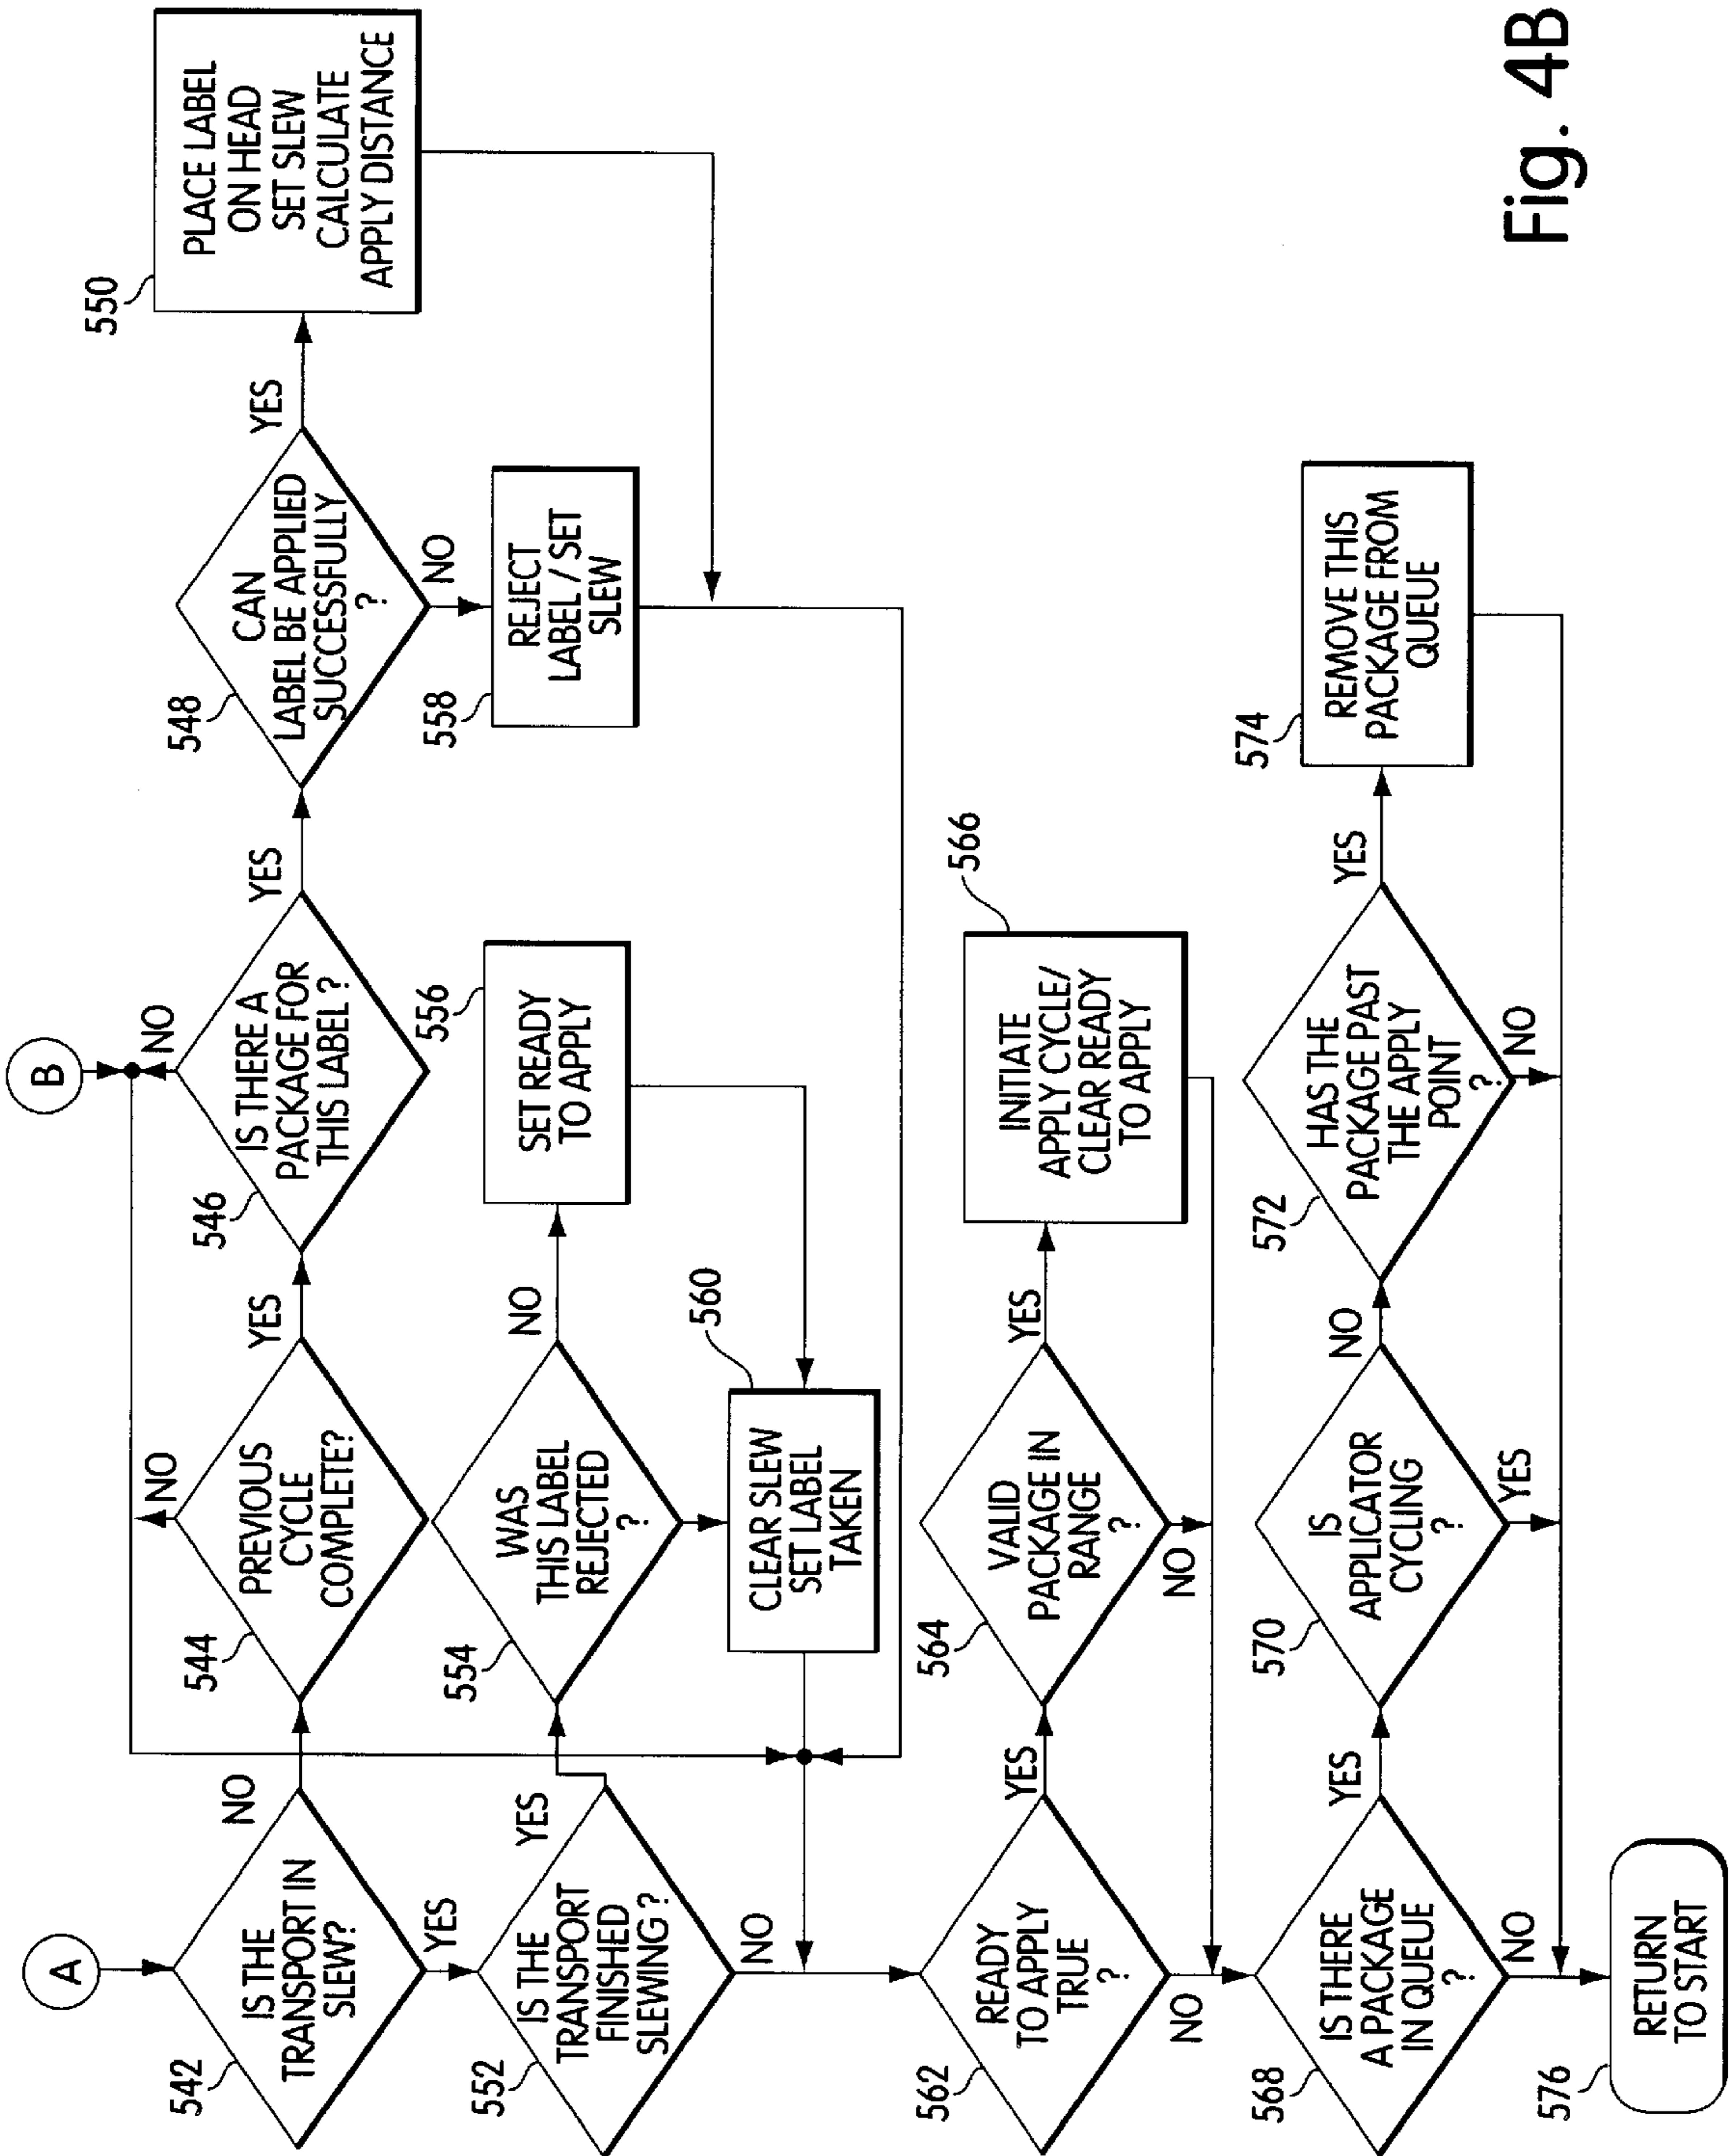 A
542
IS THE
TRANSPORT IN
SLEW?
NO
YES
544
PREVIOUS
CYCLE
COMPLETE?
NO
YES
B
546
IS THERE A
PACKAGE FOR
THIS LABEL ?
NO
YES
548
CAN
LABEL BE APPLIED
SUCCESSFULLY
?
YES
NO
550
PLACE LABEL
ON HEAD
SET SLEW
CALCULATE
APPLY DISTANCE
552
IS THE
TRANSPORT
FINISHED
SLEWING ?
YES
NO
554
WAS
THIS LABEL
REJECTED
?
NO
556
SET READY
TO APPLY
558
REJECT
LABEL / SET
SLEW
560
CLEAR SLEW
SET LABEL
TAKEN
562
READY
TO APPLY
TRUE
?
YES
NO
564
VALID
PACKAGE IN
RANGE
?
YES
NO
566
INITIATE
APPLY CYCLE/
CLEAR READY
TO APPLY
568
IS THERE
A PACKAGE
IN QUEUE
?
YES
NO
570
IS
APPLICATOR
CYCLING
?
NO
YES
572
HAS THE
PACKAGE PAST
THE APPLY
POINT
?
YES
NO
574
REMOVE THIS
PACKAGE FROM
QUEUE
576
RETURN
TO START
Fig. 4B